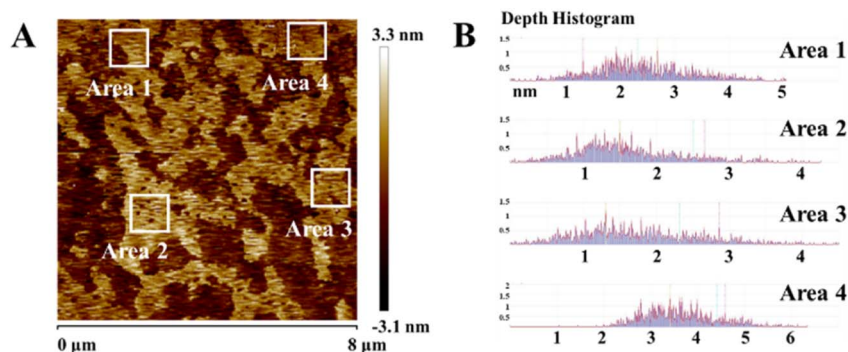 A
3.3 nm
Area 1
Area 4
Area 2
Area 3
-3.1 nm
0 μm
8 μm
B
Depth Histogram
Area 1
1.5
1
0.5
nm
1 2 3 4 5
Area 2
1.5
1
0.5
1 2 3 4
Area 3
1.5
1
0.5
1 2 3 4
Area 4
2
1.5
1
0.5
1 2 3 4 5 6